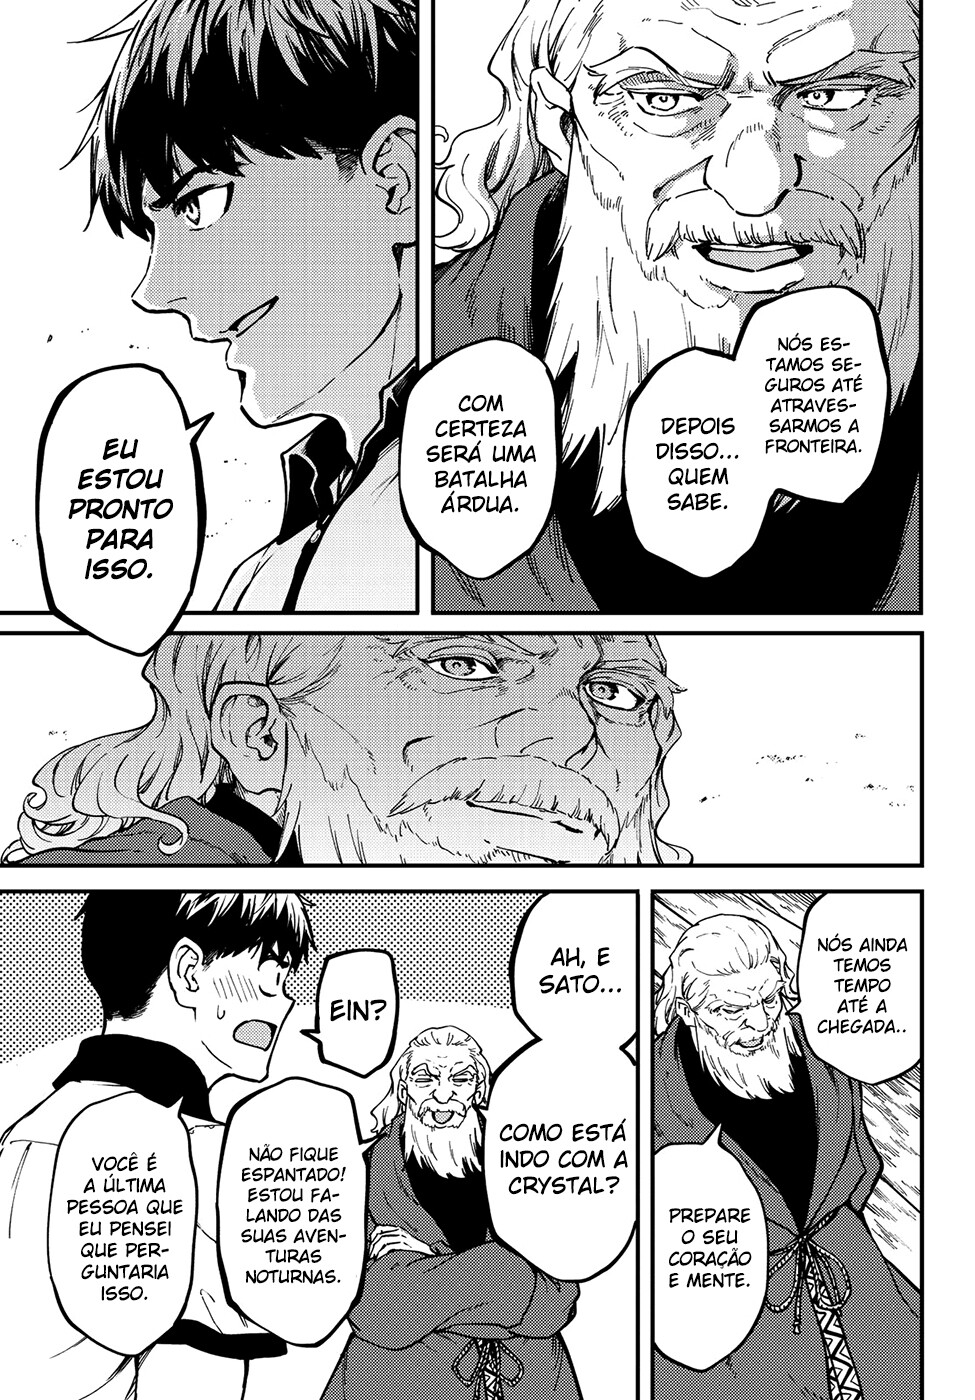 NÓS ES-
TAMOS SE-
GUROS ATÉ
ATRAVES-
SARMOS A
FRONTEIRA.
DEPOIS
DISSO...
QUEM
SABE.
COM
CERTEZA
SERÁ UMA
BATALHA
ÁRDUA.
EU
ESTOU
PRONTO
PARA
ISSO.
NÓS AINDA
TEMOS
TEMPO
ATÉ A
CHEGADA..
PREPARE
O SEU
CORAÇÃO
E MENTE.
AH, E
SATO...
COMO ESTÁ
INDO COM A
CRYSTAL?
EIN?
NÃO FIQUE
ESPANTADO!
ESTOU FA-
LANDO DAS
SUAS AVEN-
TURAS
NOTURNAS.
VOCÊ É
A ÚLTIMA
PESSOA QUE
EU PENSEI
QUE PER-
GUNTARIA
ISSO.